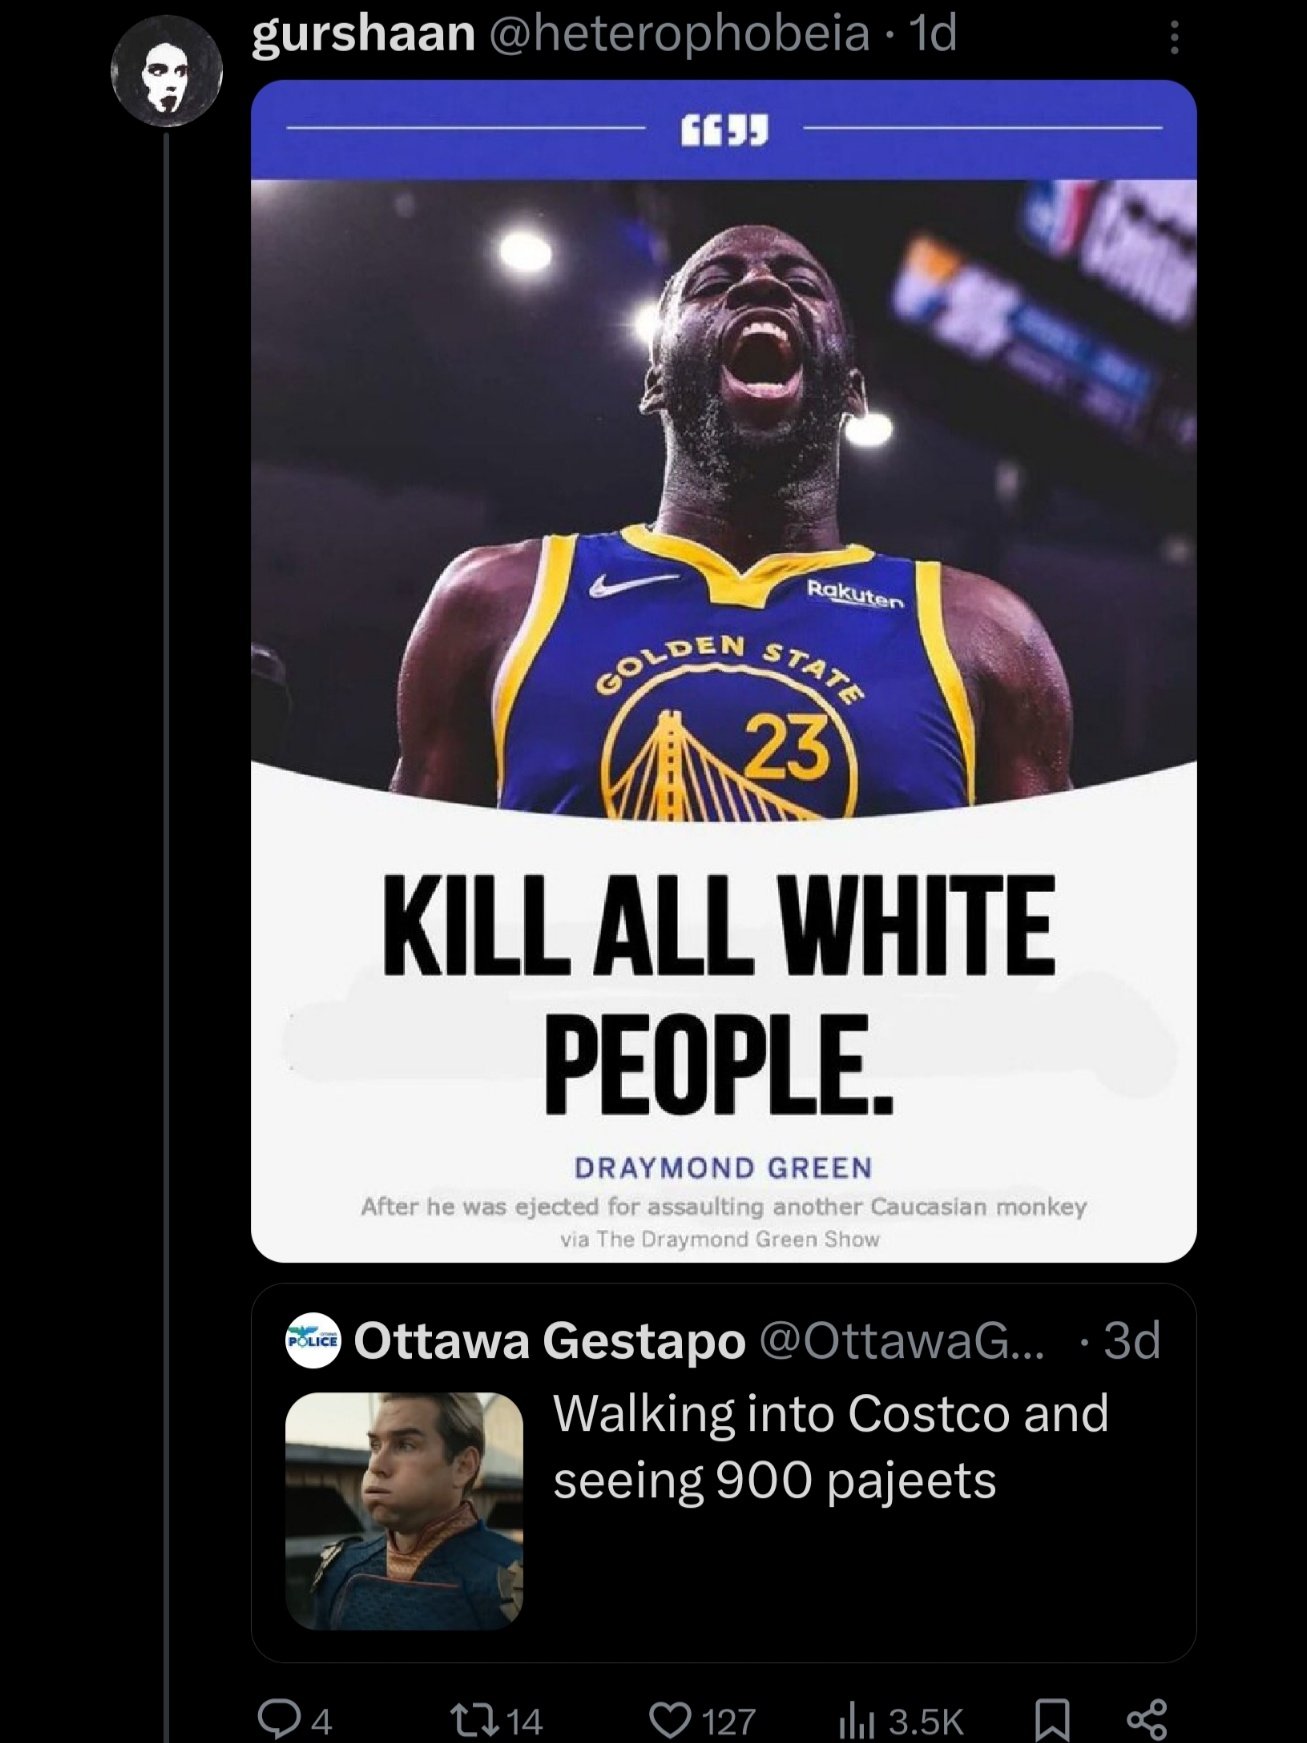 gurshaan @heterophobeia · 1d
Rakuten
GOLDEN STATE
23
KILL ALL WHITE
PEOPLE.
DRAYMOND GREEN
After he was ejected for assaulting another Caucasian monkey
via The Draymond Green Show
POLICE
Ottawa Gestapo @OttawaG... · 3d
Walking into Costco and
seeing 900 pajeets
4 14 127 3.5K